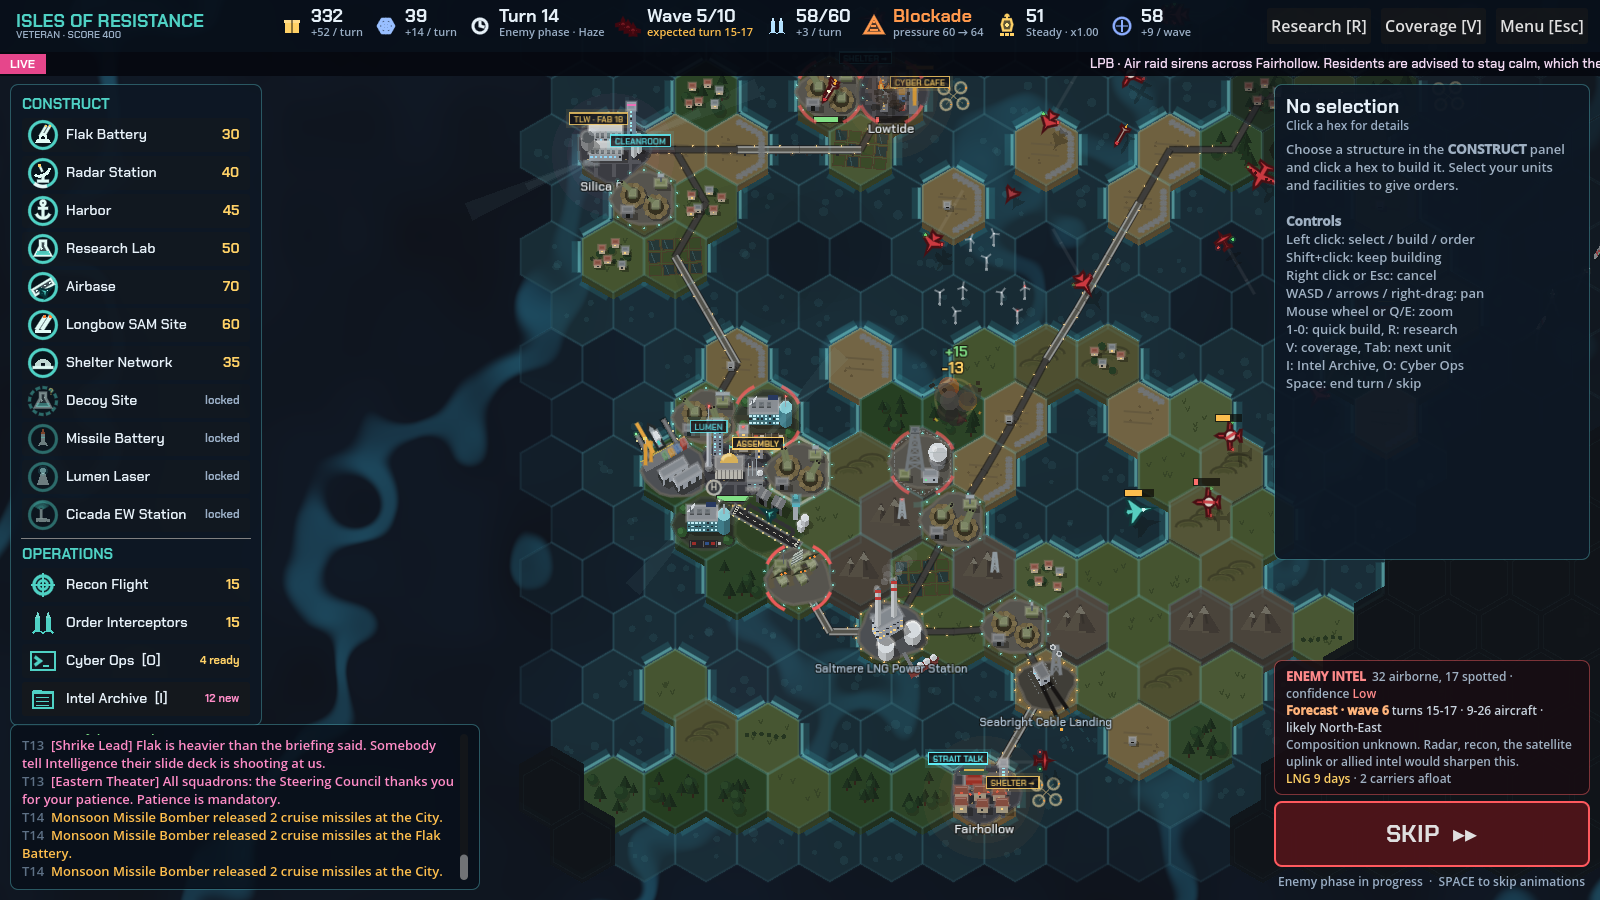 ISLES OF RESISTANCE
VETERAN · SCORE 400
332
+52 / turn
39
+14 / turn
Turn 14
Enemy phase · Haze
Wave 5/10
expected turn 15-17
58/60
+3 / turn
Blockade
pressure 60 → 64
51
Steady · x1.00
58
+9 / wave
Research [R]
Coverage [V]
Menu [Esc]
LIVE
LPB · Air raid sirens across Fairhollow. Residents are advised to stay calm, which the
CONSTRUCT
Flak Battery 30
Radar Station 40
Harbor 45
Research Lab 50
Airbase 70
Longbow SAM Site 60
Shelter Network 35
Decoy Site locked
Missile Battery locked
Lumen Laser locked
Cicada EW Station locked
OPERATIONS
Recon Flight 15
Order Interceptors 15
Cyber Ops [O] 4 ready
Intel Archive [I] 12 new
T13 [Shrike Lead] Flak is heavier than the briefing said. Somebody
tell Intelligence their slide deck is shooting at us.
T13 [Eastern Theater] All squadrons: the Steering Council thanks you
for your patience. Patience is mandatory.
T14 Monsoon Missile Bomber released 2 cruise missiles at the City.
T14 Monsoon Missile Bomber released 2 cruise missiles at the Flak
Battery.
T14 Monsoon Missile Bomber released 2 cruise missiles at the City.
CYBER CAFE
Lowtide
TLW · FAB 18
CLEANROOM
Silica
+15
-13
LUMEN
ASSEMBLY
H
Saltmere LNG Power Station
Seabright Cable Landing
STRAIT TALK
SHELTER →
Fairhollow
No selection
Click a hex for details
Choose a structure in the CONSTRUCT panel
and click a hex to build it. Select your units
and facilities to give orders.
Controls
Left click: select / build / order
Shift+click: keep building
Right click or Esc: cancel
WASD / arrows / right-drag: pan
Mouse wheel or Q/E: zoom
1-0: quick build, R: research
V: coverage, Tab: next unit
I: Intel Archive, O: Cyber Ops
Space: end turn / skip
ENEMY INTEL 32 airborne, 17 spotted ·
confidence Low
Forecast · wave 6 turns 15-17 · 9-26 aircraft ·
likely North-East
Composition unknown. Radar, recon, the satellite
uplink or allied intel would sharpen this.
LNG 9 days · 2 carriers afloat
SKIP
Enemy phase in progress · SPACE to skip animations